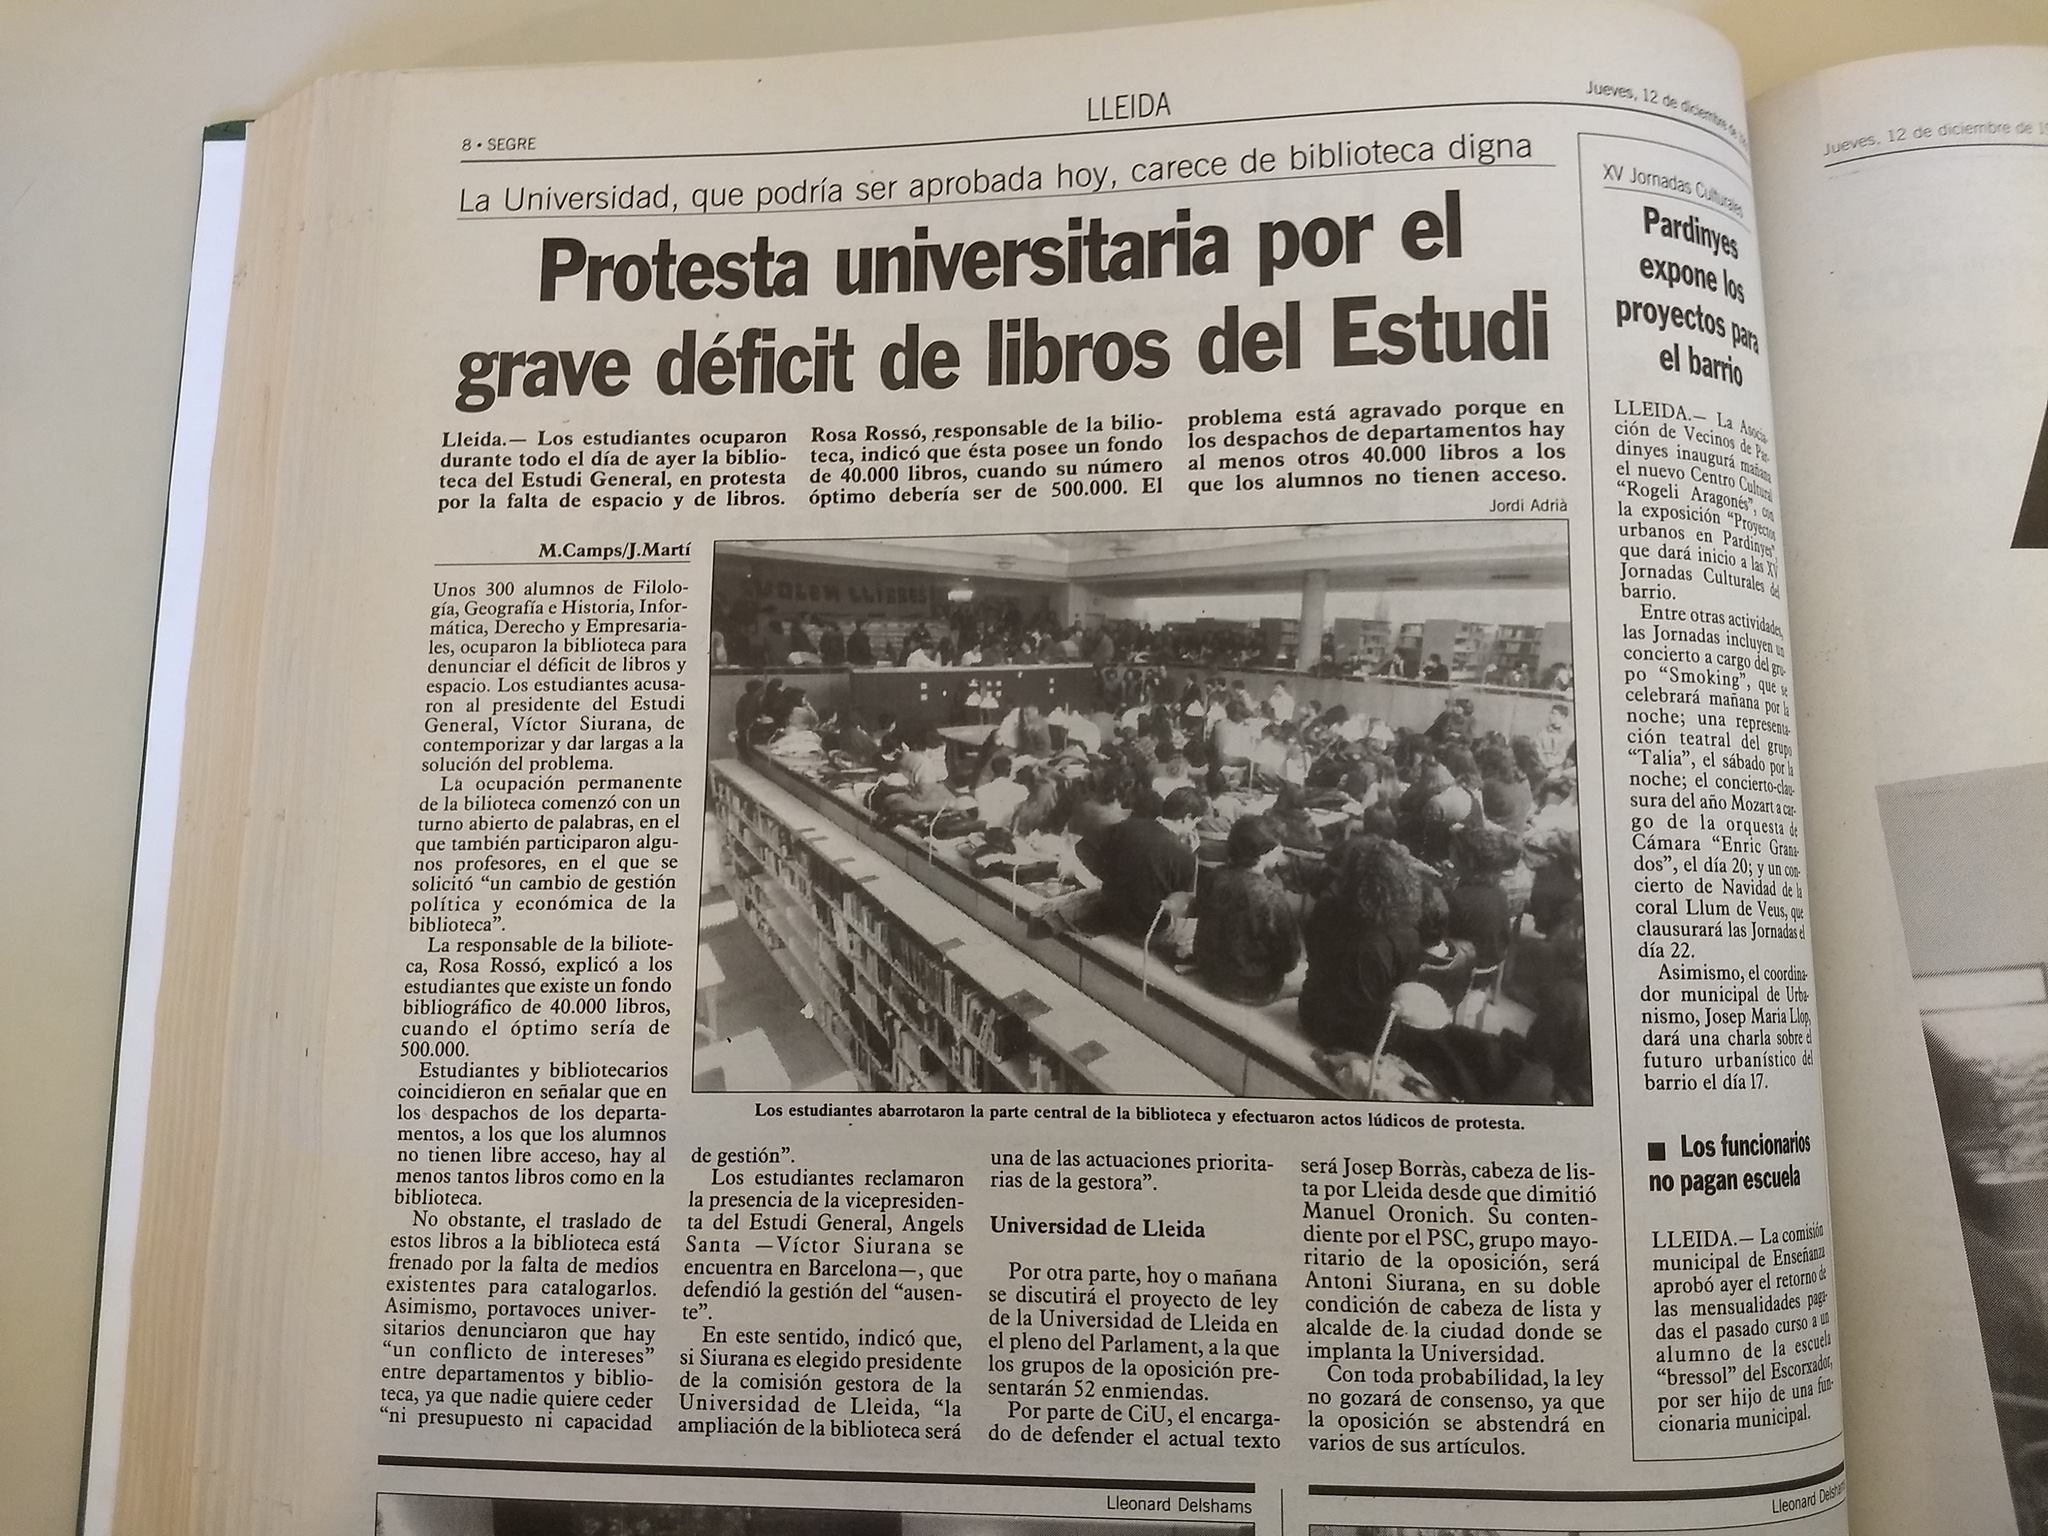 8 • SEGRE
LLEIDA
Jueves, 12 de diciembre de
La Universidad, que podría ser aprobada hoy, carece de biblioteca digna
Protesta universitaria por el
grave déficit de libros del Estudi
Lleida.— Los estudiantes ocuparon
durante todo el día de ayer la biblio-
teca del Estudi General, en protesta
por la falta de espacio y de libros.
Rosa Rossó, responsable de la bilio-
teca, indicó que ésta posee un fondo
de 40.000 libros, cuando su número
óptimo debería ser de 500.000. El
problema está agravado porque en
los despachos de departamentos hay
al menos otros 40.000 libros a los
que los alumnos no tienen acceso.
Jordi Adrià
M.Camps/J.Martí
Unos 300 alumnos de Filolo-
gía, Geografía e Historia, Infor-
mática, Derecho y Empresaria-
les, ocuparon la biblioteca para
denunciar el déficit de libros y
espacio. Los estudiantes acusa-
ron al presidente del Estudi
General, Víctor Siurana, de
contemporizar y dar largas a la
solución del problema.
La ocupación permanente
de la bilioteca comenzó con un
turno abierto de palabras, en el
que también participaron algu-
nos profesores, en el que se
solicitó “un cambio de gestión
política y económica de la
biblioteca”.
La responsable de la biliote-
ca, Rosa Rossó, explicó a los
estudiantes que existe un fondo
bibliográfico de 40.000 libros,
cuando el óptimo sería de
500.000.
Estudiantes y bibliotecarios
coincidieron en señalar que en
los despachos de los departa-
mentos, a los que los alumnos
no tienen libre acceso, hay al
menos tantos libros como en la
biblioteca.
No obstante, el traslado de
estos libros a la biblioteca está
frenado por la falta de medios
existentes para catalogarlos.
Asimismo, portavoces univer-
sitarios denunciaron que hay
“un conflicto de intereses”
entre departamentos y biblio-
teca, ya que nadie quiere ceder
“ni presupuesto ni capacidad
VOLEM LLIBRES
Los estudiantes abarrotaron la parte central de la biblioteca y efectuaron actos lúdicos de protesta.
de gestión”.
Los estudiantes reclamaron
la presencia de la vicepresiden-
ta del Estudi General, Angels
Santa —Víctor Siurana se
encuentra en Barcelona—, que
defendió la gestión del “ausen-
te”.
En este sentido, indicó que,
si Siurana es elegido presidente
de la comisión gestora de la
Universidad de Lleida, “la
ampliación de la biblioteca será
una de las actuaciones priorita-
rias de la gestora”.
Universidad de Lleida
Por otra parte, hoy o mañana
se discutirá el proyecto de ley
de la Universidad de Lleida en
el pleno del Parlament, a la que
los grupos de la oposición pre-
sentarán 52 enmiendas.
Por parte de CiU, el encarga-
do de defender el actual texto
será Josep Borràs, cabeza de lis-
ta por Lleida desde que dimitió
Manuel Oronich. Su conten-
diente por el PSC, grupo mayo-
ritario de la oposición, será
Antoni Siurana, en su doble
condición de cabeza de lista y
alcalde de la ciudad donde se
implanta la Universidad.
Con toda probabilidad, la ley
no gozará de consenso, ya que
la oposición se abstendrá en
varios de sus artículos.
XV Jornadas Culturales
Pardinyes
expone los
proyectos para
el barrio
LLEIDA.— La Asocia-
ción de Vecinos de Par-
dinyes inaugurá mañana
el nuevo Centro Cultural
“Rogeli Aragonés”, con
la exposición “Proyectos
urbanos en Pardinyes”,
que dará inicio a las XV
Jornadas Culturales del
barrio.
Entre otras actividades,
las Jornadas incluyen un
concierto a cargo del gru-
po “Smoking”, que se
celebrará mañana por la
noche; una representa-
ción teatral del grupo
“Talia”, el sábado por la
noche; el concierto-clau-
sura del año Mozart a car-
go de la orquesta de
Cámara “Enric Grana-
dos”, el día 20; y un con-
cierto de Navidad de la
coral Llum de Veus, que
clausurará las Jornadas el
día 22.
Asimismo, el coordina-
dor municipal de Urba-
nismo, Josep Maria Llop,
dará una charla sobre el
futuro urbanístico del
barrio el día 17.
■ Los funcionarios
no pagan escuela
LLEIDA.— La comisión
municipal de Enseñanza
aprobó ayer el retorno de
las mensualidades paga-
das el pasado curso a un
alumno de la escuela
“bressol” del Escorxador,
por ser hijo de una fun-
cionaria municipal.
Lleonard Delshams
Lleonard Delshams
Jueves, 12 de diciembre de